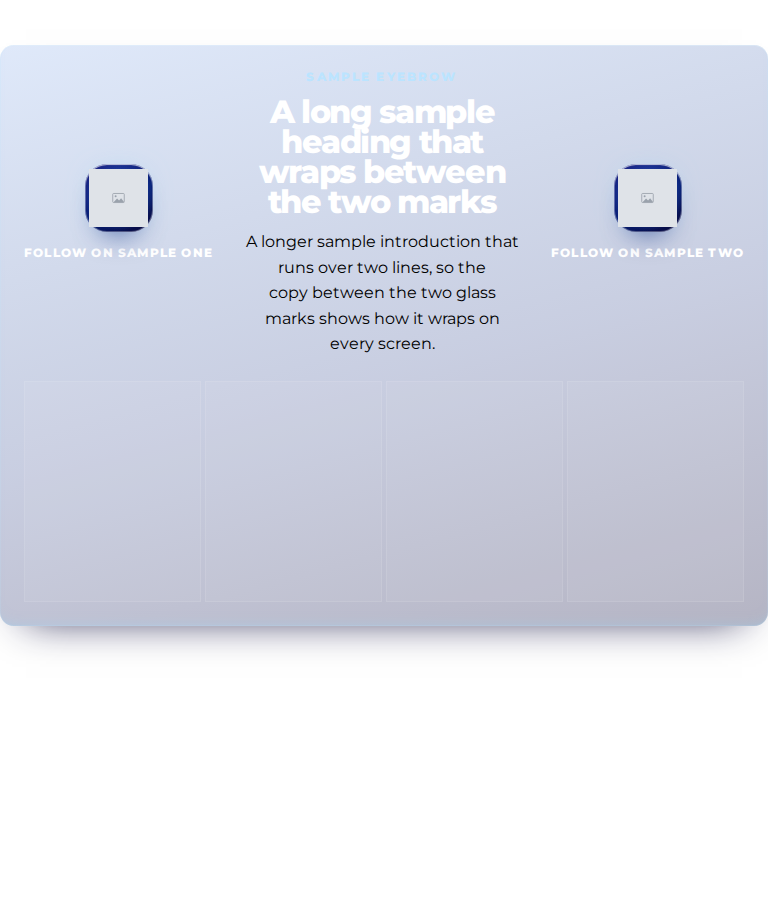 SAMPLE EYEBROW
A long sample
heading that
wraps between
the two marks
FOLLOW ON SAMPLE ONE
A longer sample introduction that
runs over two lines, so the
copy between the two glass
marks shows how it wraps on
every screen.
FOLLOW ON SAMPLE TWO